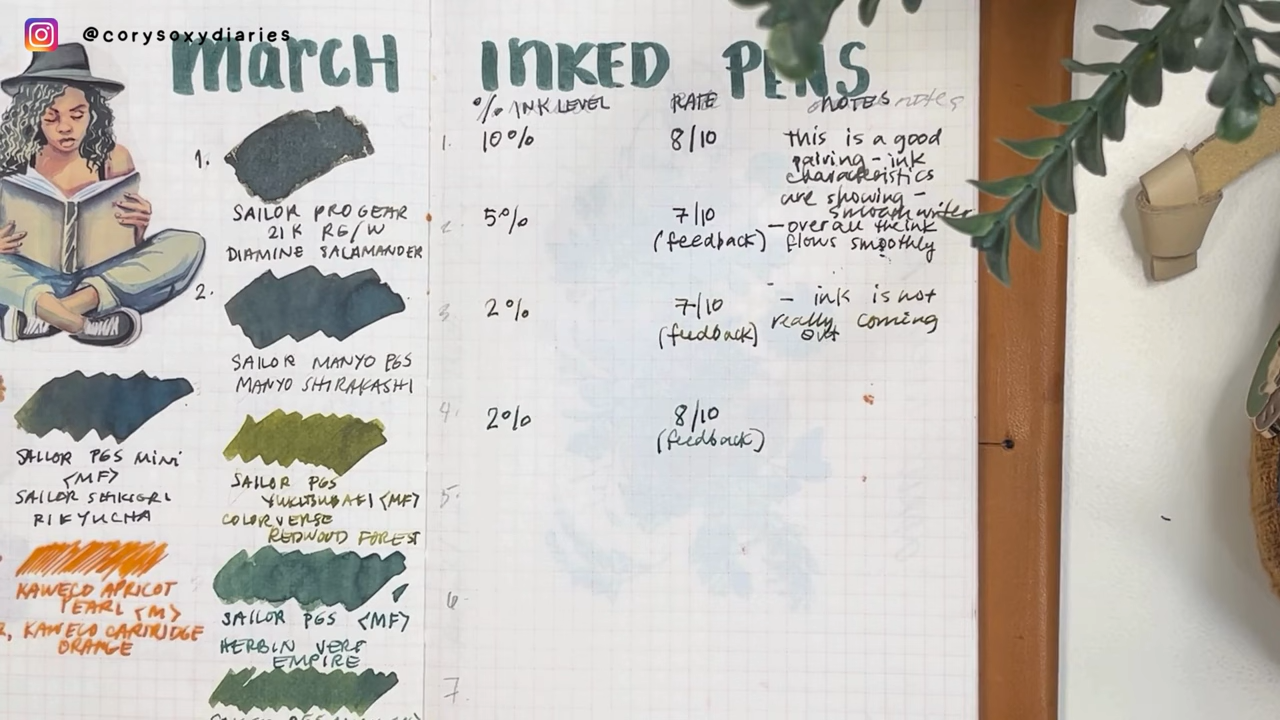 @corysoxydiaries
March INKED PENS
1.
SAILOR PRO GEAR
21K RG/W
DIAMINE SALAMANDER
2.
SAILOR MANYO PGS
MANYO SHIRAKASHI
SAILOR PGS MINI
<MF>
SAILOR SHIKIORI
RIKYUCHA
SAILOR PGS
<MF>
COLORVERSE
REDWOOD FOREST
KAWECO APRICOT
PEARL <M>
KAWECO CARTRIDGE
ORANGE
SAILOR PGS <MF>
HERBIN VERT
EMPIRE
% INK LEVEL RATE NOTES notes
1. 10% 8/10 this is a good
pairing - ink
characteristics
are showing -
smooth writer
2. 5% 7/10
(feedback) - overall the ink
flows smoothly
3. 2% 7/10 - ink is not
(feedback) really coming
out
4. 2% 8/10
(feedback)
5.
6.
7.